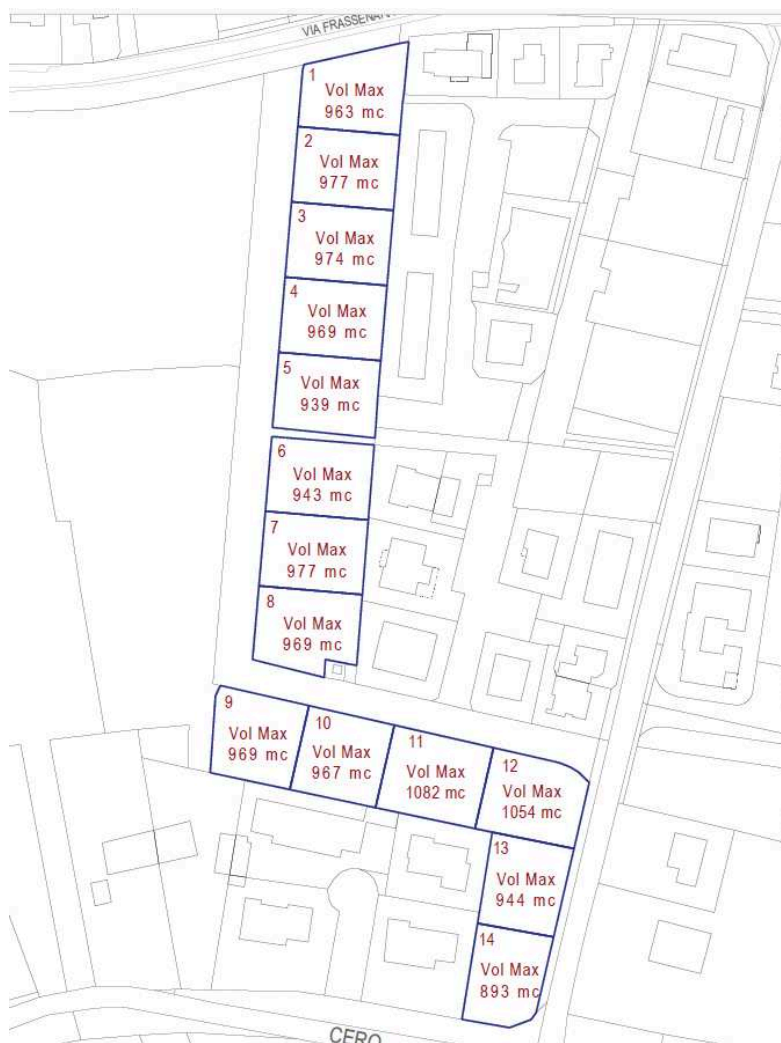 VIA FRASSENA
1
Vol Max
963 mc
2
Vol Max
977 mc
3
Vol Max
974 mc
4
Vol Max
969 mc
5
Vol Max
939 mc
6
Vol Max
943 mc
7
Vol Max
977 mc
8
Vol Max
969 mc
9
Vol Max
969 mc
10
Vol Max
967 mc
11
Vol Max
1082 mc
12
Vol Max
1054 mc
13
Vol Max
944 mc
14
Vol Max
893 mc
CERO